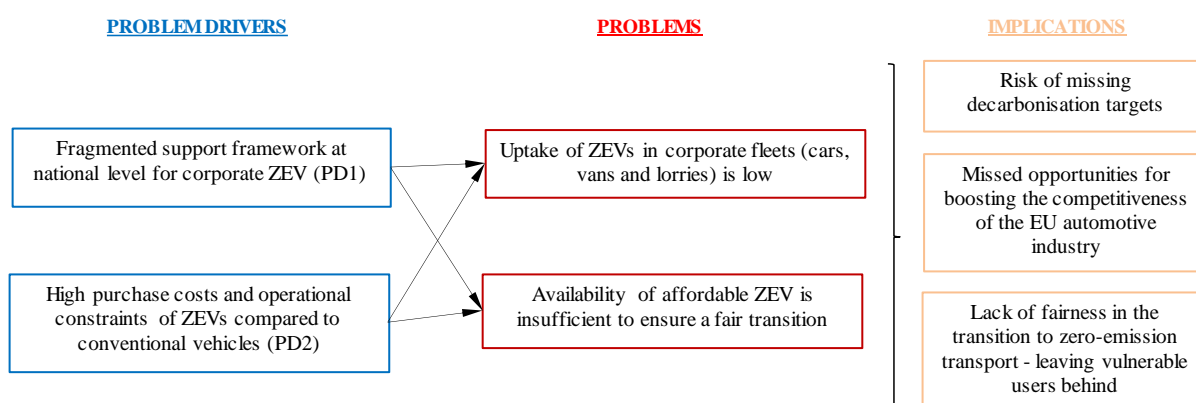 PROBLEM DRIVERS
PROBLEMS
IMPLICATIONS
Fragmented support framework at
national level for corporate ZEV (PD1)
High purchase costs and operational
constraints of ZEVs compared to
conventional vehicles (PD2)
Uptake of ZEVs in corporate fleets (cars,
vans and lorries) is low
Availability of affordable ZEV is
insufficient to ensure a fair transition
Risk of missing
decarbonisation targets
Missed opportunities for
boosting the competitiveness
of the EU automotive
industry
Lack of fairness in the
transition to zero-emission
transport - leaving vulnerable
users behind